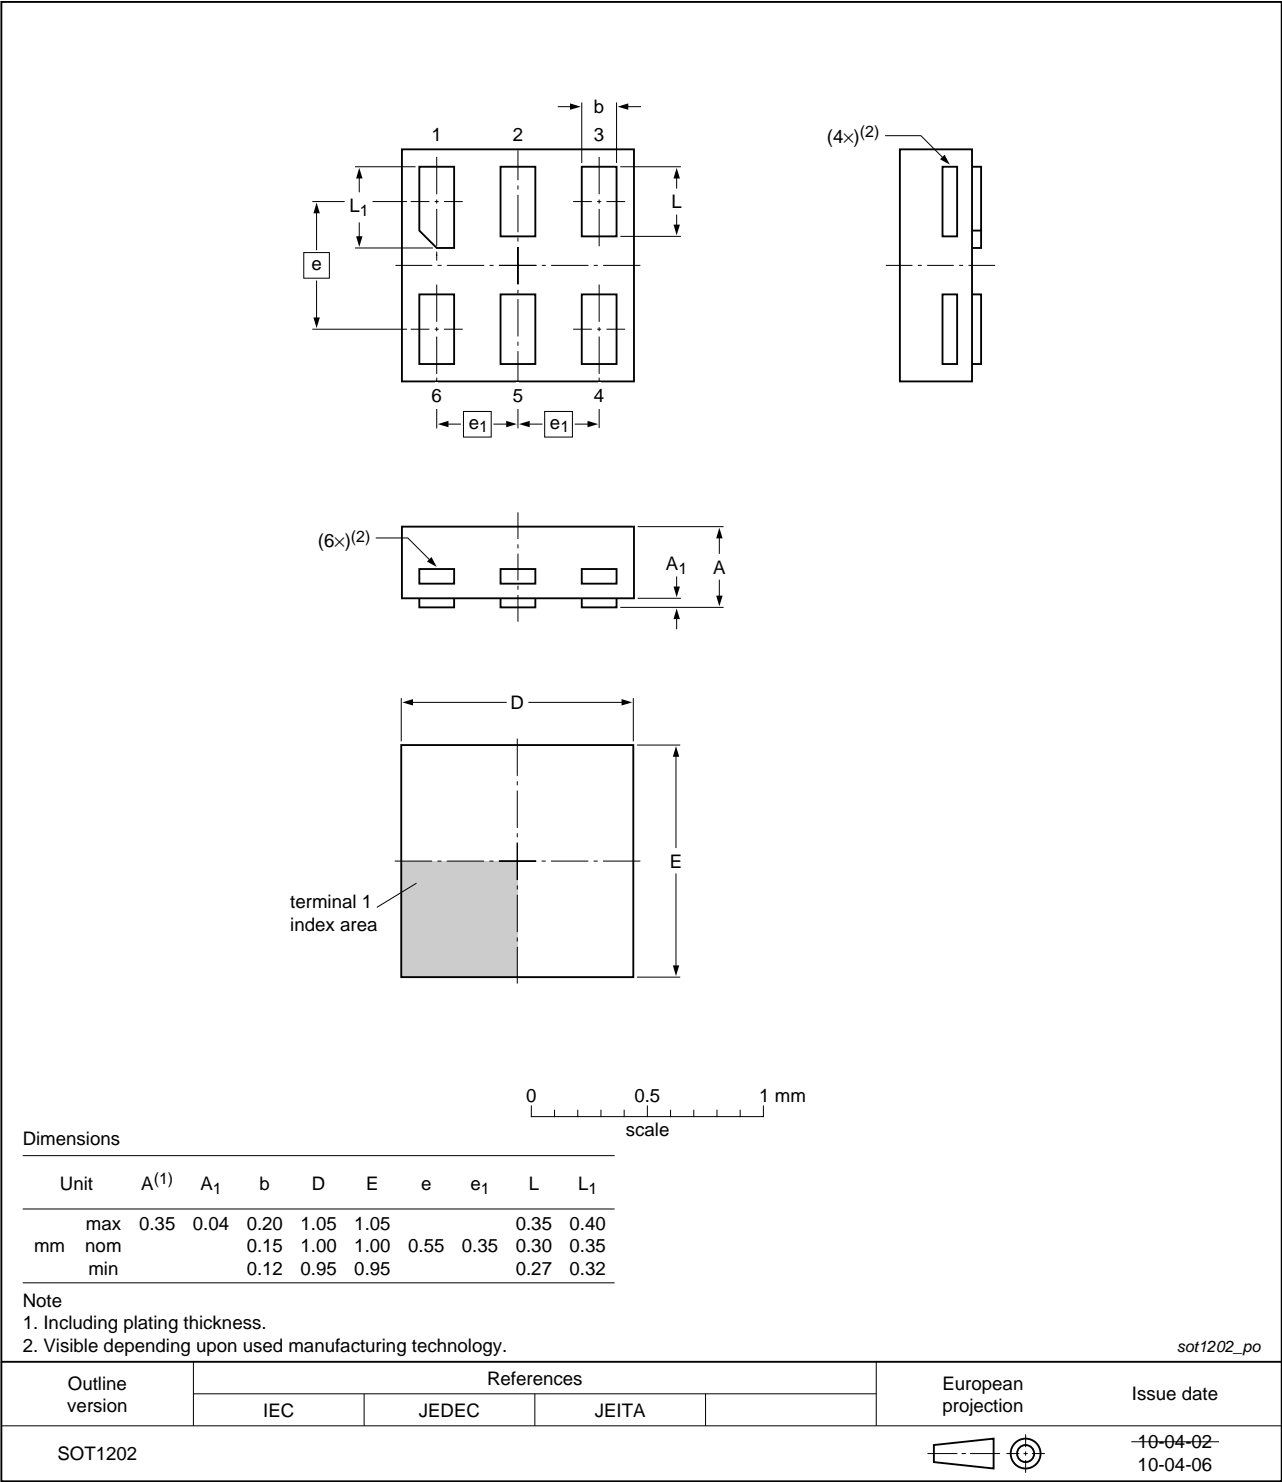 b
1 2 3
(4×)(2)
L1
L
e
6 5 4
e1 e1
(6×)(2)
A1 A
D
E
terminal 1
index area
0 0.5 1 mm
scale
Dimensions
Unit A(1) A1 b D E e e1 L L1
max 0.35 0.04 0.20 1.05 1.05 0.35 0.40
mm nom 0.15 1.00 1.00 0.55 0.35 0.30 0.35
min 0.12 0.95 0.95 0.27 0.32
Note
1. Including plating thickness.
2. Visible depending upon used manufacturing technology.
sot1202_po
Outline version References European projection Issue date
IEC JEDEC JEITA
SOT1202
10-04-02
10-04-06